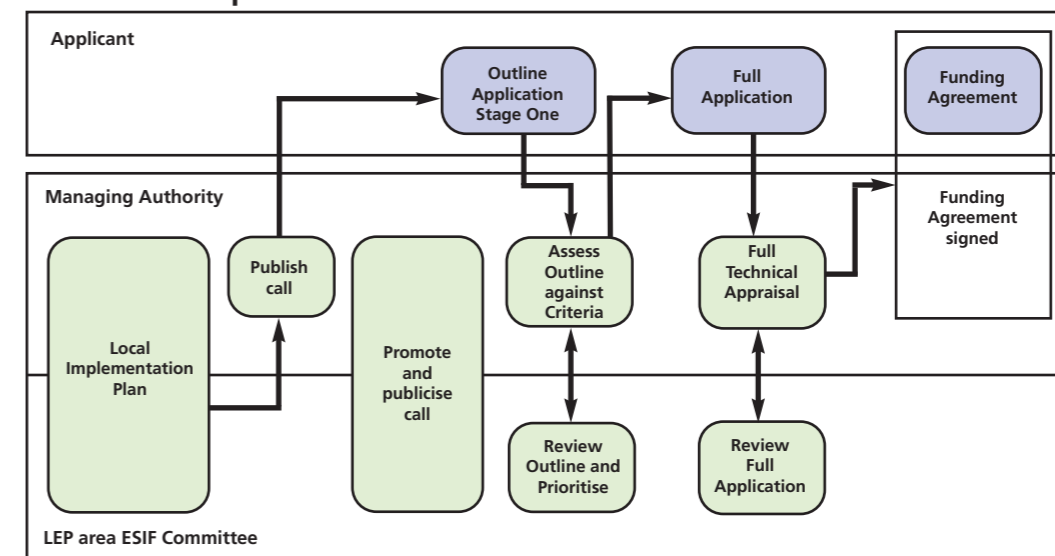 Applicant
Outline
Application
Stage One
Full
Application
Funding
Agreement
Managing Authority
Funding
Agreement
signed
Publish
call
Assess
Outline
against
Criteria
Full
Technical
Appraisal
Local
Implementation
Plan
Promote
and
publicise
call
Review
Outline and
Prioritise
Review
Full
Application
LEP area ESIF Committee